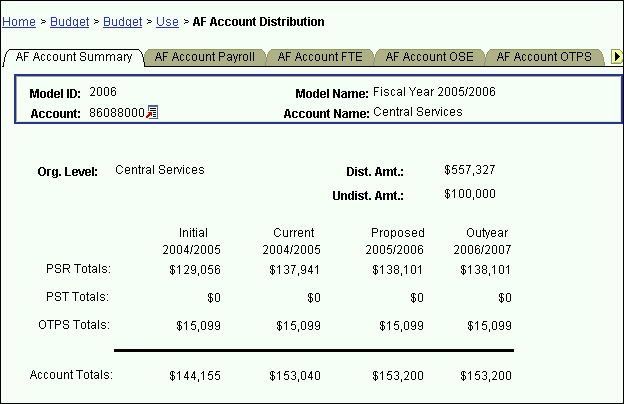 Home > Budget > Budget > Use > AF Account Distribution
AF Account Summary AF Account Payroll AF Account FTE AF Account OSE AF Account OTPS
Model ID: 2006 Model Name: Fiscal Year 2005/2006
Account: 86088000 Account Name: Central Services
Org. Level: Central Services Dist. Amt.: $557,327
Undist. Amt.: $100,000
Initial Current Proposed Outyear
2004/2005 2004/2005 2005/2006 2006/2007
PSR Totals: $129,056 $137,941 $138,101 $138,101
PST Totals: $0 $0 $0 $0
OTPS Totals: $15,099 $15,099 $15,099 $15,099
Account Totals: $144,155 $153,040 $153,200 $153,200